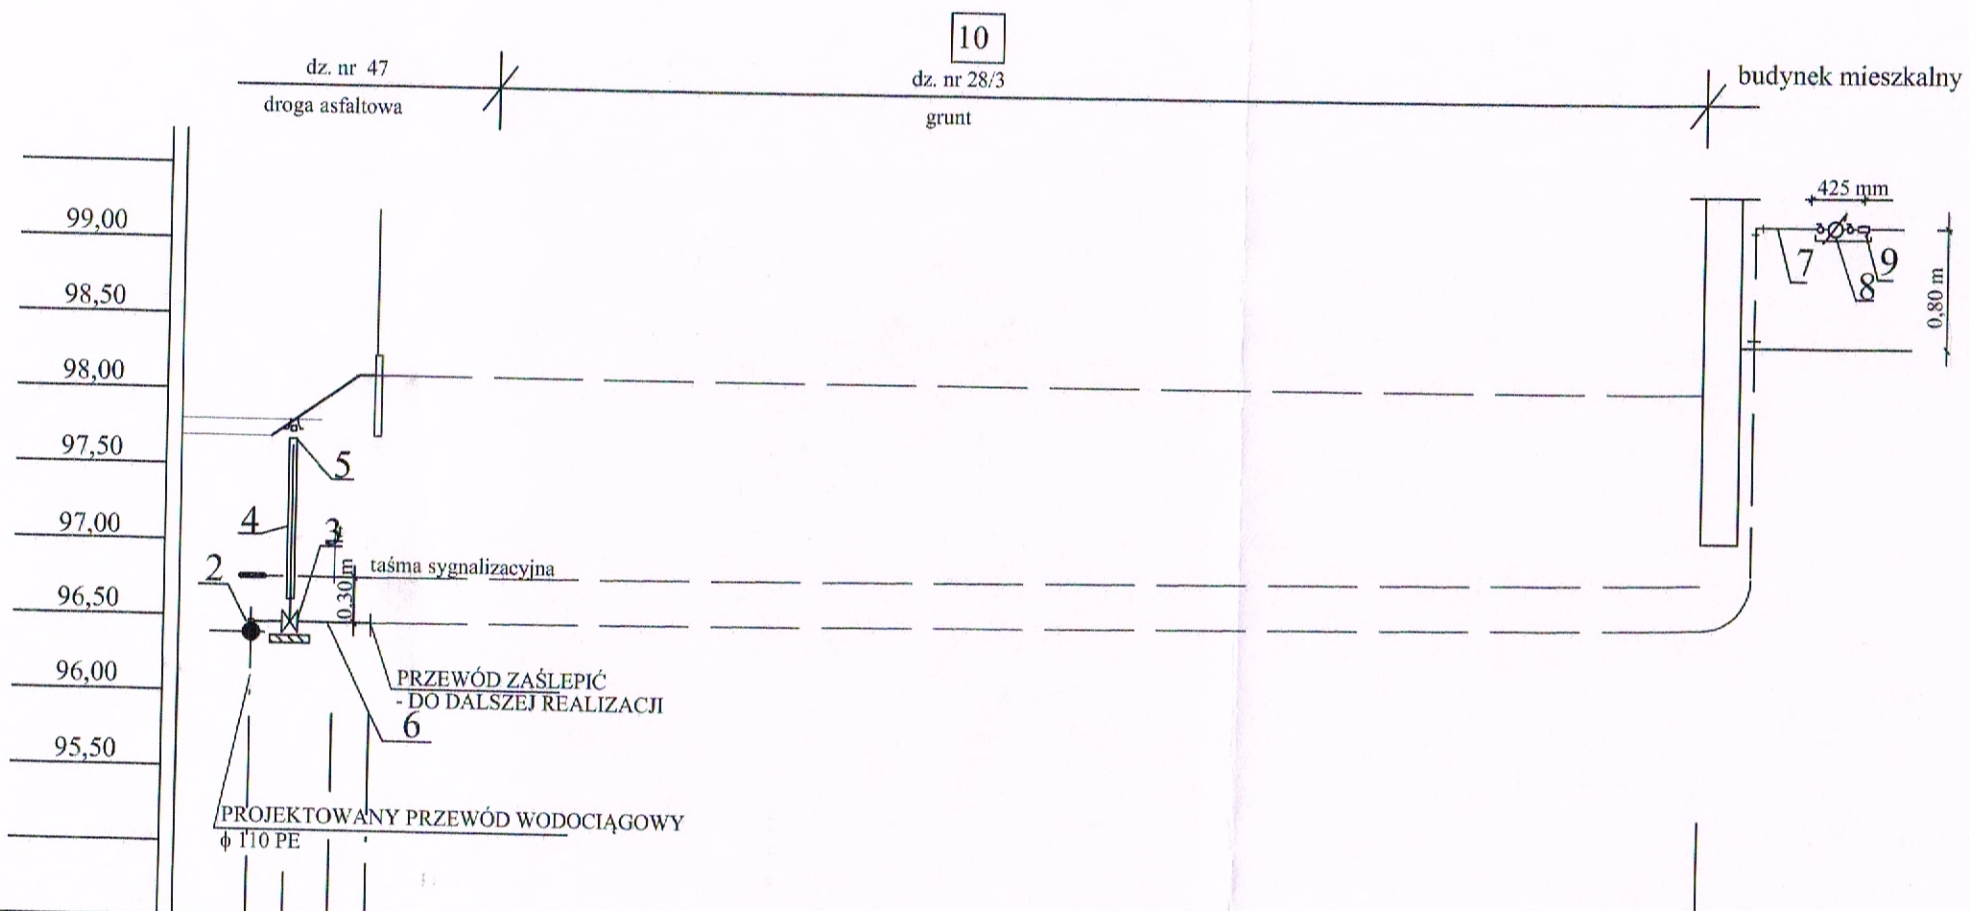 10
dz. nr 47
droga asfaltowa
dz. nr 28/3
grunt
budynek mieszkalny
425 mm
99,00
98,50
98,00
97,50
97,00
96,50
96,00
95,50
7
8
9
0,80 m
5
4
3
2
0,30 m
taśma sygnalizacyjna
PRZEWÓD ZAŚLEPIĆ
- DO DALSZEJ REALIZACJI
6
PROJEKTOWANY PRZEWÓD WODOCIĄGOWY
ϕ 110 PE